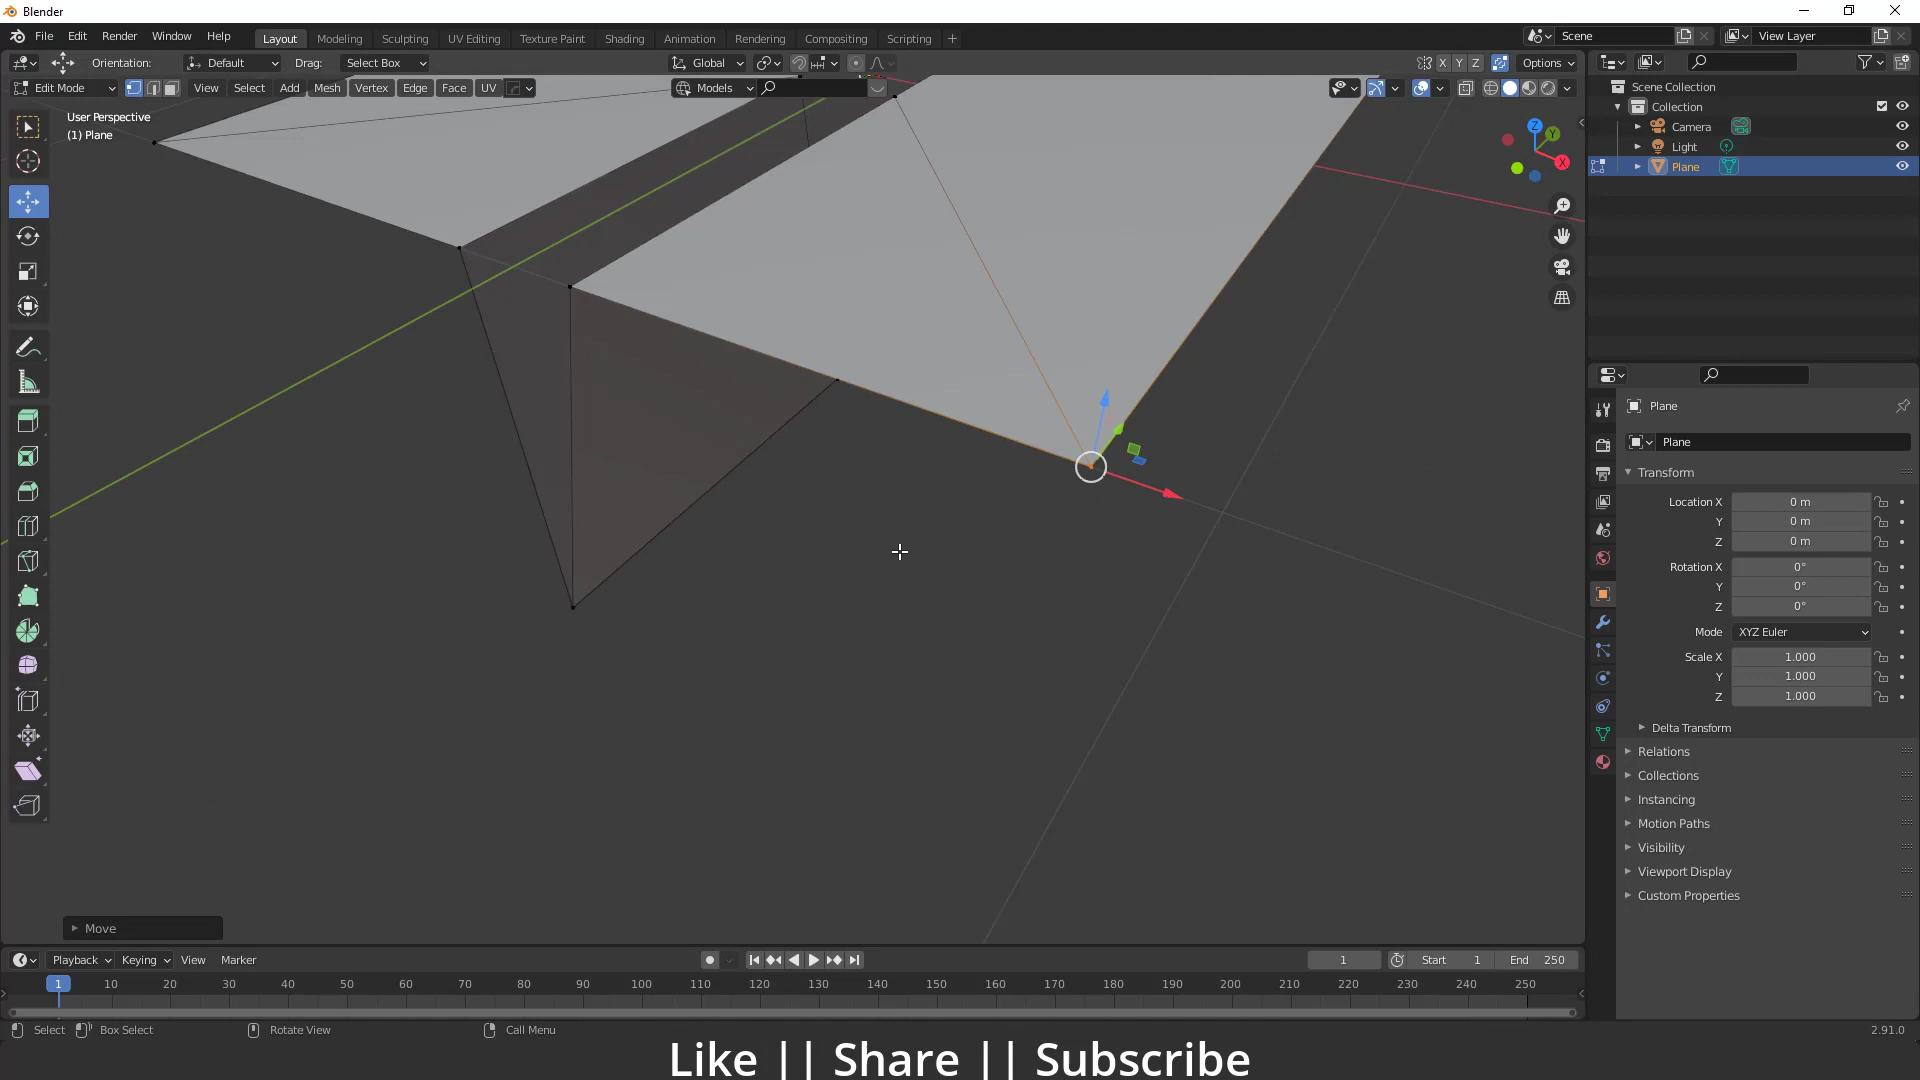 Blender
File Edit Render Window Help
Layout Modeling Sculpting UV Editing Texture Paint Shading Animation Rendering Compositing Scripting +
Scene
View Layer
Orientation: Default Drag: Select Box
Global
X Y Z
Options
Edit Mode View Select Add Mesh Vertex Edge Face UV
Models
User Perspective
(1) Plane
Z
Y
X
Scene Collection
Collection
Camera
Light
Plane
Plane
Plane
Transform
Location X 0 m
Y 0 m
Z 0 m
Rotation X 0°
Y 0°
Z 0°
Mode XYZ Euler
Scale X 1.000
Y 1.000
Z 1.000
Delta Transform
Relations
Collections
Instancing
Motion Paths
Visibility
Viewport Display
Custom Properties
Move
Playback Keying View Marker
1
Start 1
End 250
1 10 20 30 40 50 60 70 80 90 100 110 120 130 140 150 160 170 180 190 200 210 220 230 240 250
Select Box Select Rotate View Call Menu
2.91.0
Like || Share || Subscribe